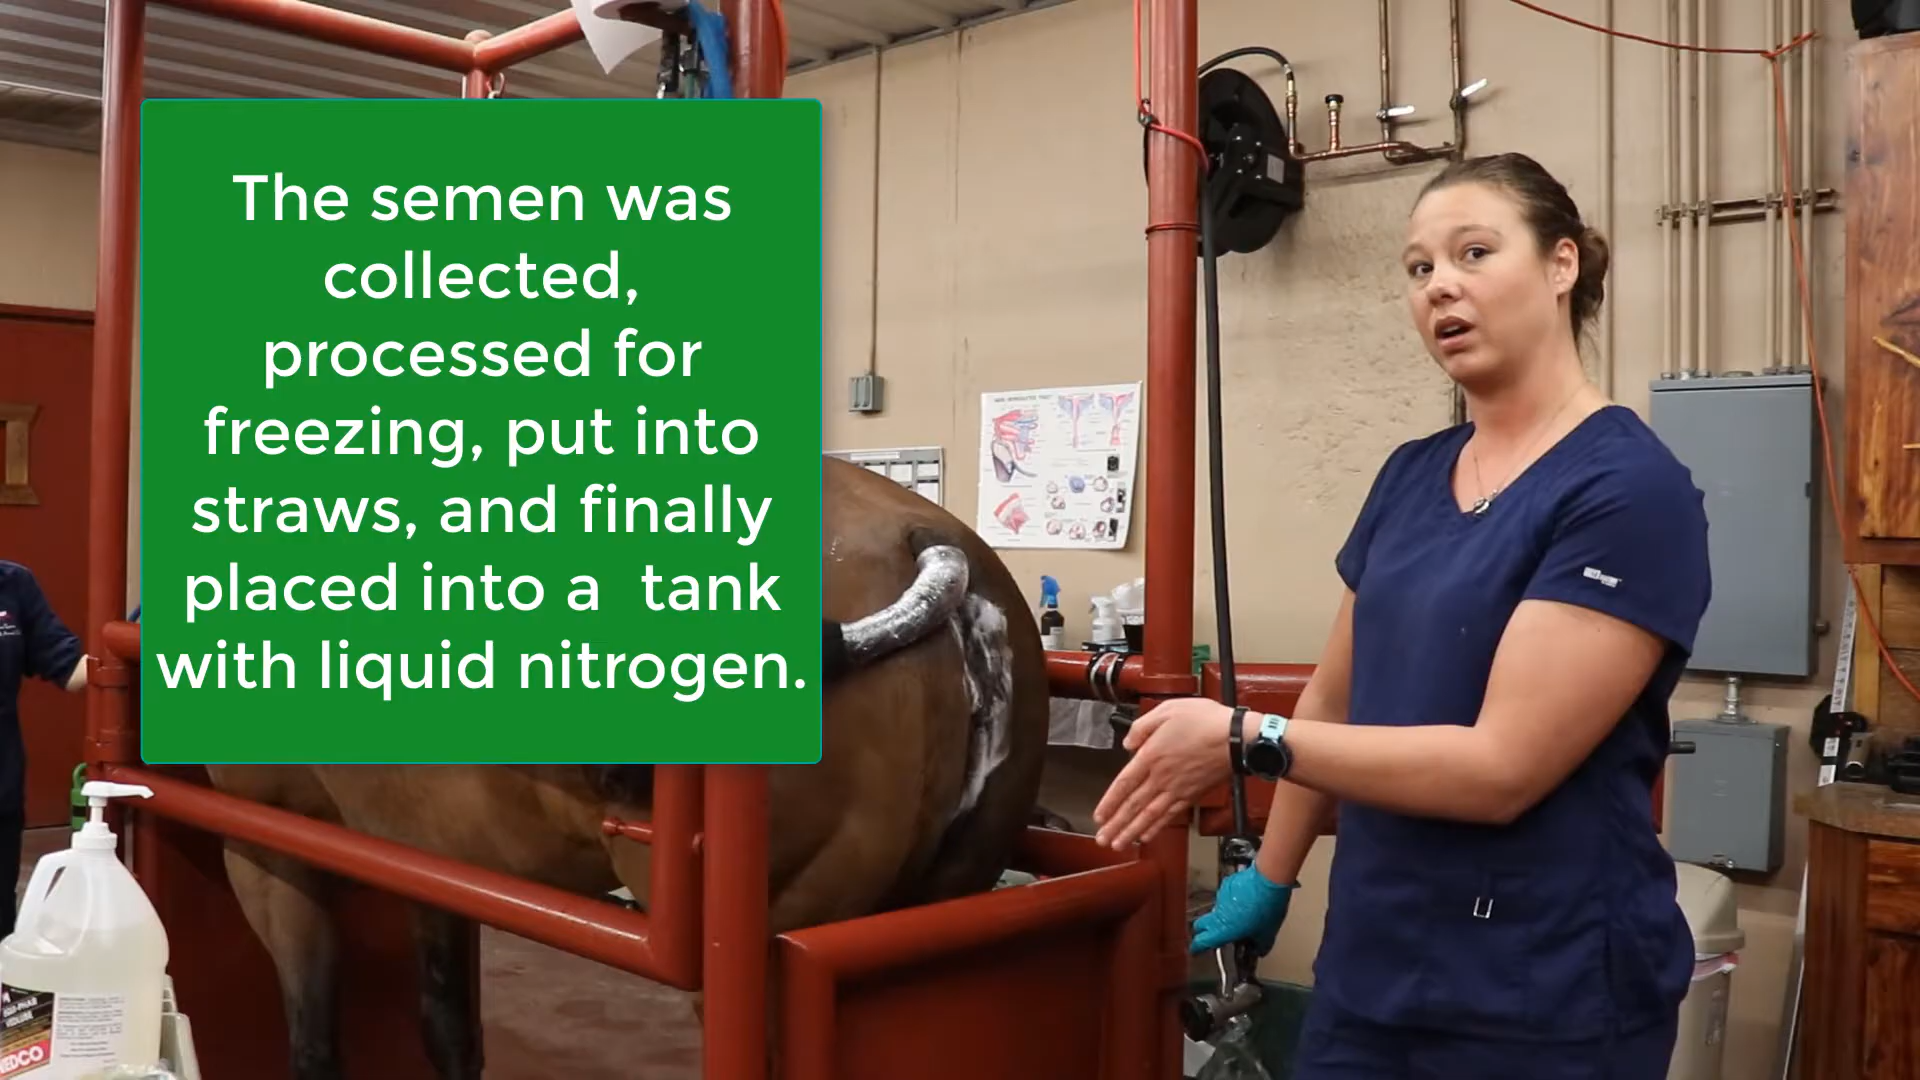 The semen was
collected,
processed for
freezing, put into
straws, and finally
placed into a tank
with liquid nitrogen.